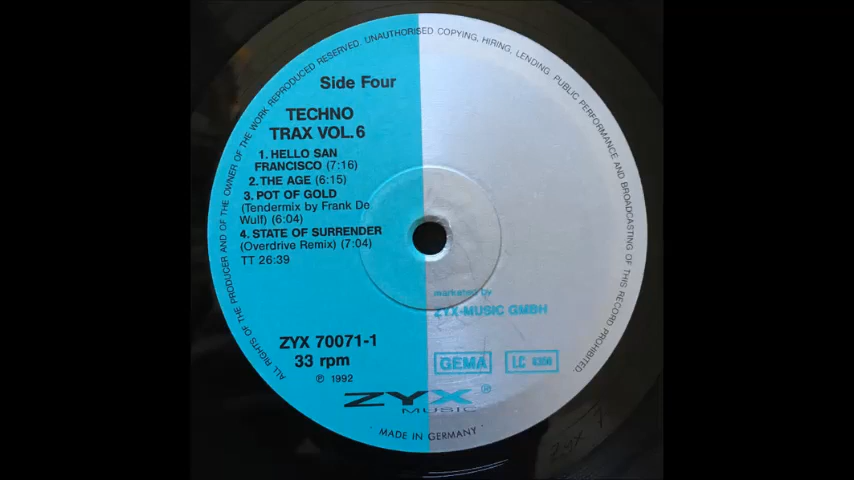 ALL RIGHTS OF THE PRODUCER AND OF THE OWNER OF THE WORK REPRODUCED RESERVED. UNAUTHORISED COPYING, HIRING, LENDING, PUBLIC PERFORMANCE AND BROADCASTING OF THIS RECORD PROHIBITED.
Side Four
TECHNO
TRAX VOL. 6
1. HELLO SAN
FRANCISCO (7:16)
2. THE AGE (6:15)
3. POT OF GOLD
(Tendermix by Frank De
Wulf) (6:04)
4. STATE OF SURRENDER
(Overdrive Remix) (7:04)
TT 26:39
marketed by
ZYX-MUSIC GMBH
ZYX 70071-1
33 rpm
℗ 1992
GEMA
LC
ZYX®
MUSIC
MADE IN GERMANY